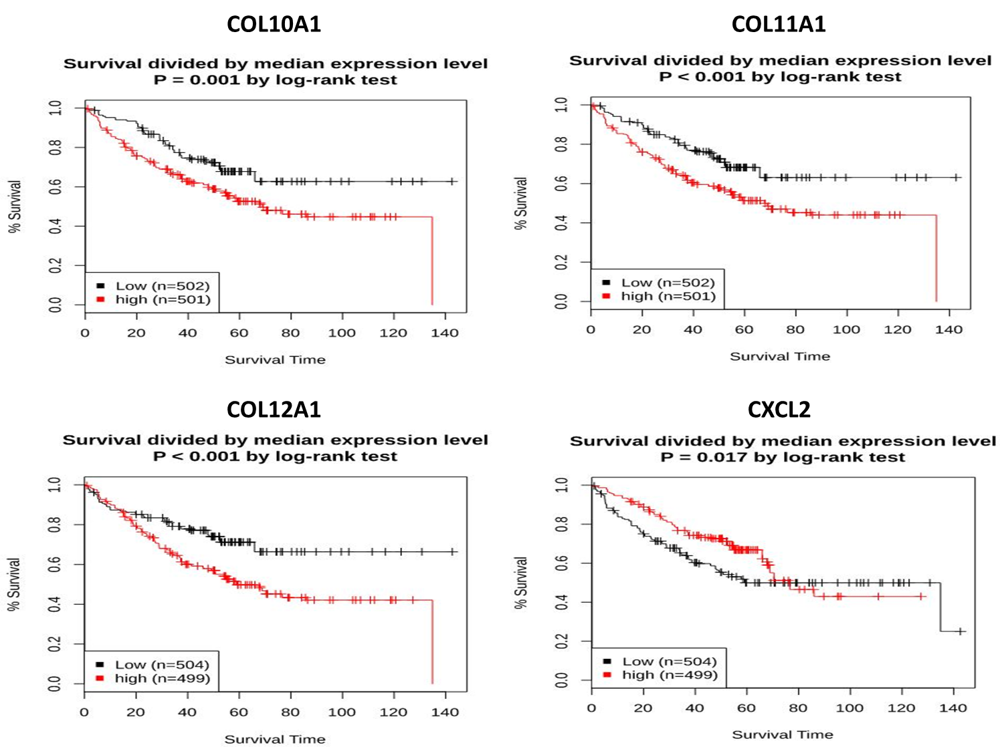 COL10A1
Survival divided by median expression level
P = 0.001 by log-rank test
% Survival
1.0
0.8
0.6
0.4
0.2
0.0
Low (n=502)
high (n=501)
0 20 40 60 80 100 120 140
Survival Time
COL11A1
Survival divided by median expression level
P < 0.001 by log-rank test
% Survival
1.0
0.8
0.6
0.4
0.2
0.0
Low (n=502)
high (n=501)
0 20 40 60 80 100 120 140
Survival Time
COL12A1
Survival divided by median expression level
P < 0.001 by log-rank test
% Survival
1.0
0.8
0.6
0.4
0.2
0.0
Low (n=504)
high (n=499)
0 20 40 60 80 100 120 140
Survival Time
CXCL2
Survival divided by median expression level
P = 0.017 by log-rank test
% Survival
1.0
0.8
0.6
0.4
0.2
0.0
Low (n=504)
high (n=499)
0 20 40 60 80 100 120 140
Survival Time